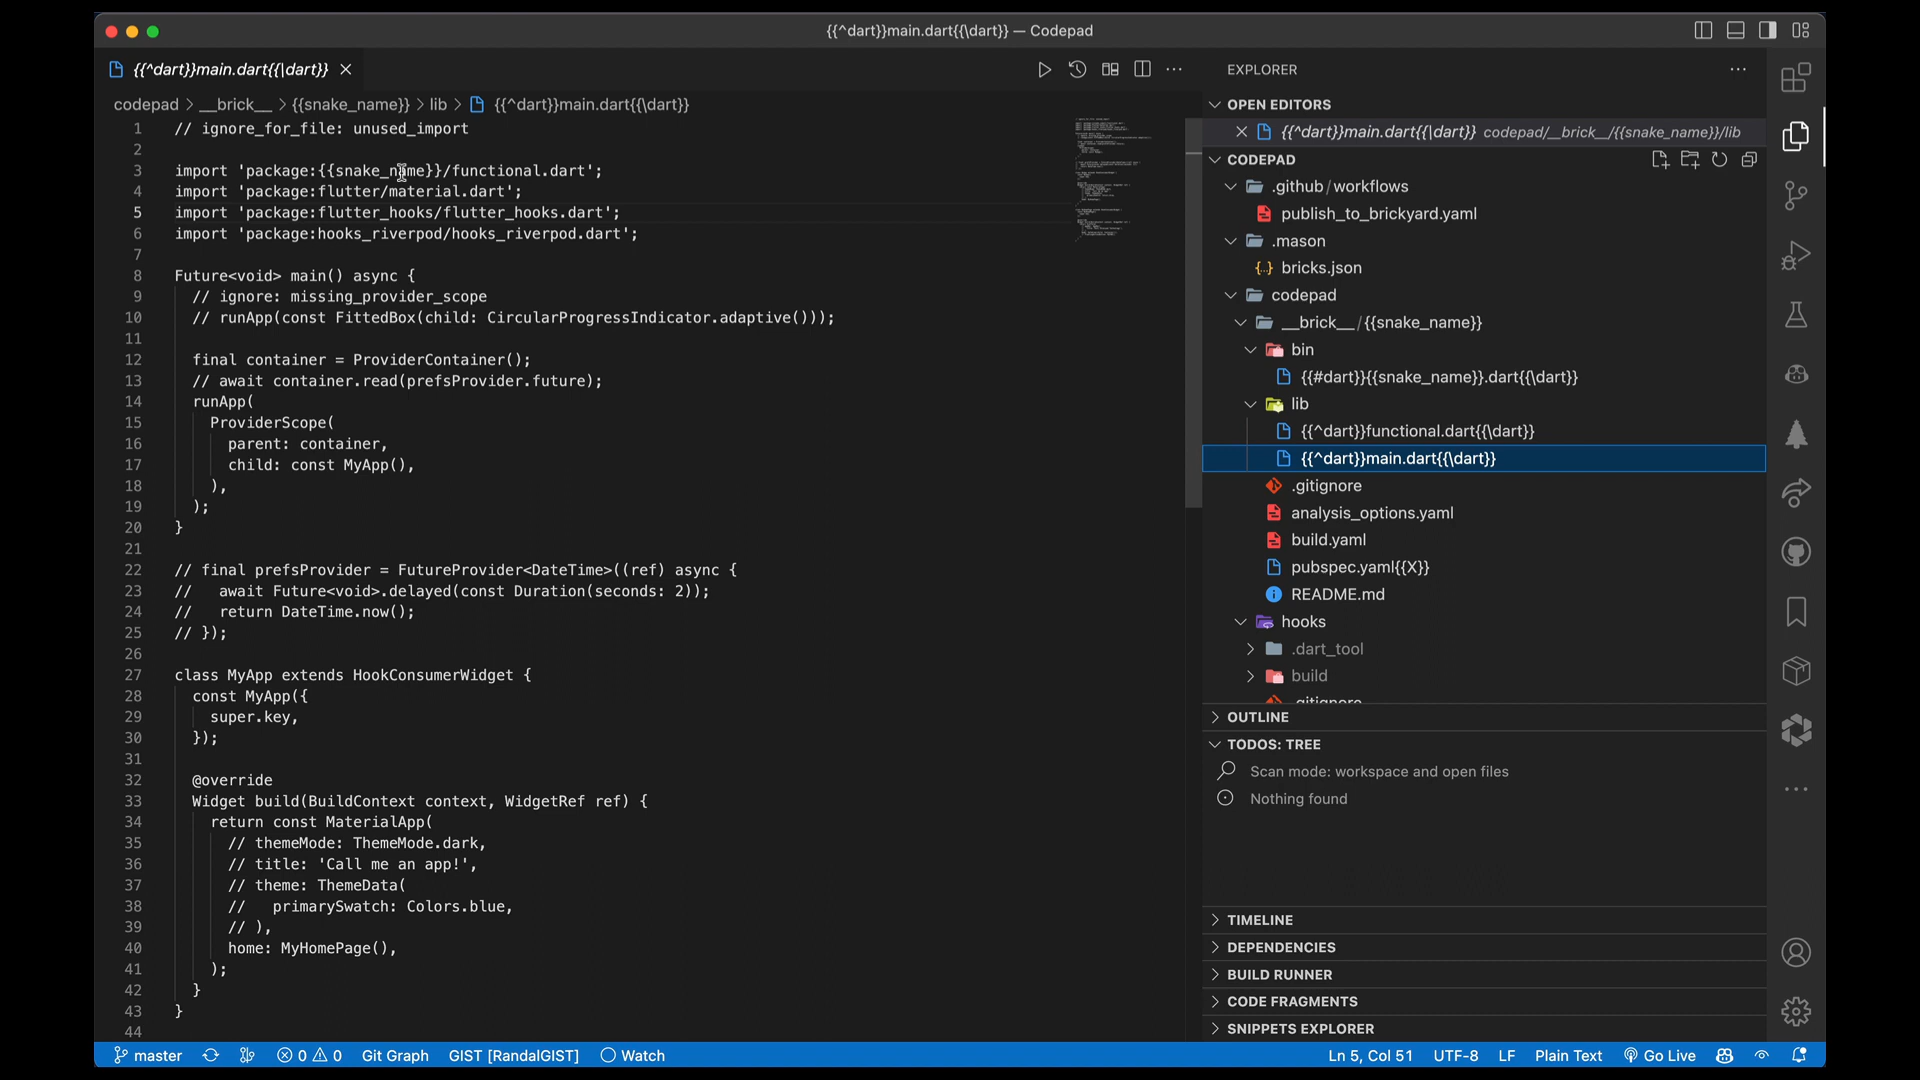 {{^dart}}main.dart{{\dart}} — Codepad
{{^dart}}main.dart{{\dart}}
codepad > __brick__ > {{snake_name}} > lib > {{^dart}}main.dart{{\dart}}
1 // ignore_for_file: unused_import
2
3 import 'package:{{snake_name}}/functional.dart';
4 import 'package:flutter/material.dart';
5 import 'package:flutter_hooks/flutter_hooks.dart';
6 import 'package:hooks_riverpod/hooks_riverpod.dart';
7
8 Future<void> main() async {
9 // ignore: missing_provider_scope
10 // runApp(const FittedBox(child: CircularProgressIndicator.adaptive()));
11
12 final container = ProviderContainer();
13 // await container.read(prefsProvider.future);
14 runApp(
15 ProviderScope(
16 parent: container,
17 child: const MyApp(),
18 ),
19 );
20 }
21
22 // final prefsProvider = FutureProvider<DateTime>((ref) async {
23 //   await Future<void>.delayed(const Duration(seconds: 2));
24 //   return DateTime.now();
25 // });
26
27 class MyApp extends HookConsumerWidget {
28 const MyApp({
29 super.key,
30 });
31
32 @override
33 Widget build(BuildContext context, WidgetRef ref) {
34 return const MaterialApp(
35 // themeMode: ThemeMode.dark,
36 // title: 'Call me an app!',
37 // theme: ThemeData(
38 //   primarySwatch: Colors.blue,
39 // ),
40 home: MyHomePage(),
41 );
42 }
43 }
44
EXPLORER
OPEN EDITORS
{{^dart}}main.dart{{\dart}} codepad/__brick__/{{snake_name}}/lib
CODEPAD
.github/workflows
publish_to_brickyard.yaml
.mason
bricks.json
codepad
__brick__/{{snake_name}}
bin
{{#dart}}{{snake_name}}.dart{{\dart}}
lib
{{^dart}}functional.dart{{\dart}}
{{^dart}}main.dart{{\dart}}
.gitignore
analysis_options.yaml
build.yaml
pubspec.yaml{{X}}
README.md
hooks
.dart_tool
build
.gitignore
OUTLINE
TODOS: TREE
Scan mode: workspace and open files
Nothing found
TIMELINE
DEPENDENCIES
BUILD RUNNER
CODE FRAGMENTS
SNIPPETS EXPLORER
master 0 0 Git Graph GIST [RandalGIST] Watch Ln 5, Col 51 UTF-8 LF Plain Text Go Live